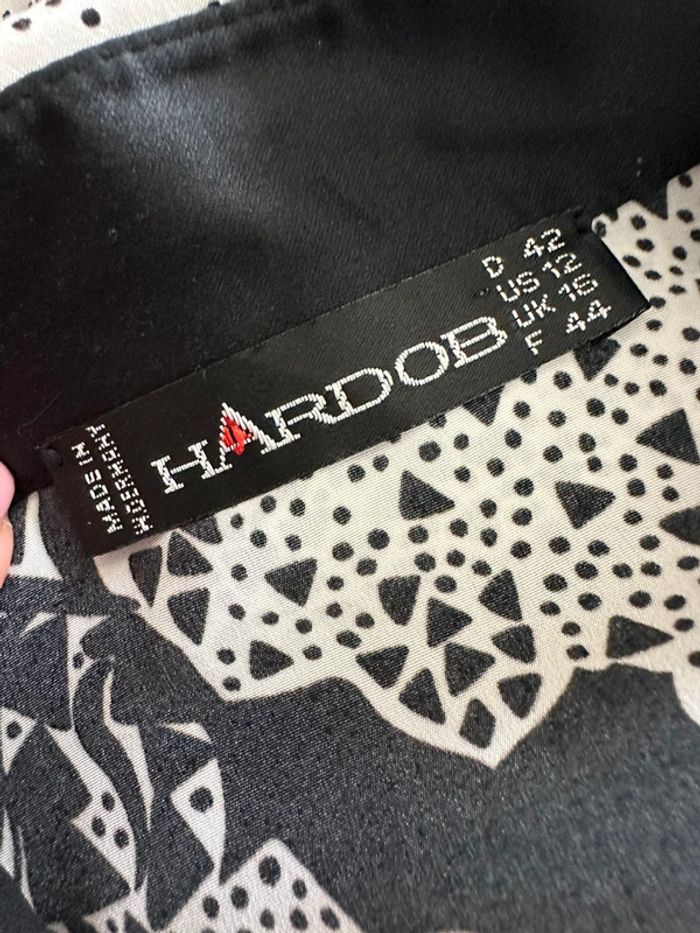 MADE IN
W.GERMANY
HARDOB
D 42
US 12
UK 16
F 44